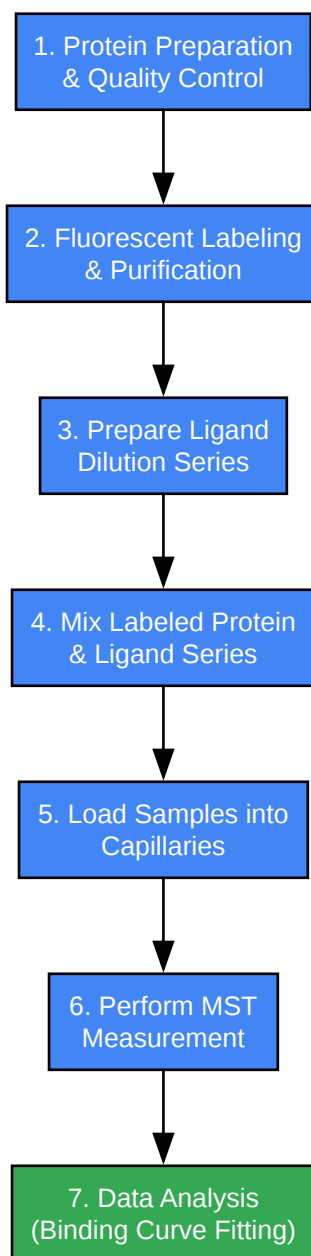 1. Protein Preparation
& Quality Control
2. Fluorescent Labeling
& Purification
3. Prepare Ligand
Dilution Series
4. Mix Labeled Protein
& Ligand Series
5. Load Samples into
Capillaries
6. Perform MST
Measurement
7. Data Analysis
(Binding Curve Fitting)